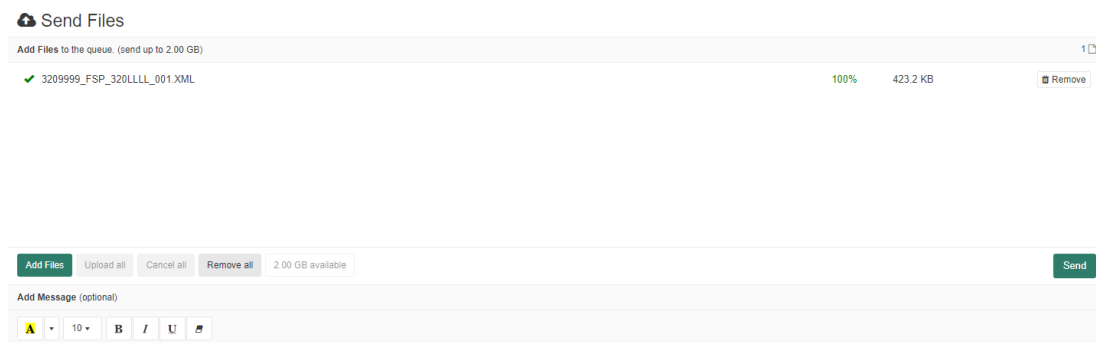 Send Files
Add Files to the queue. (send up to 2.00 GB) 1
3209999_FSP_320LLLL_001.XML 100% 423.2 KB Remove
Add Files Upload all Cancel all Remove all 2.00 GB available Send
Add Message (optional)
A 10 B I U